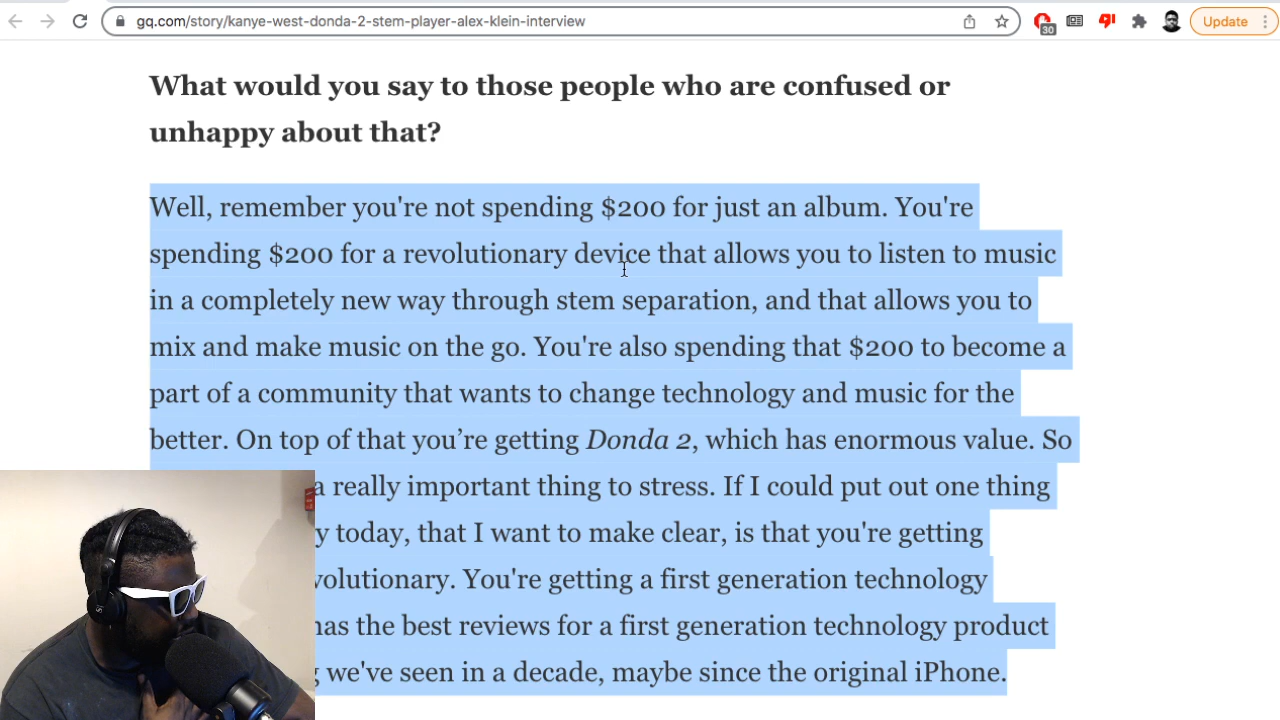 gq.com/story/kanye-west-donda-2-stem-player-alex-klein-interview
30
Update
What would you say to those people who are confused or
unhappy about that?
Well, remember you're not spending $200 for just an album. You're
spending $200 for a revolutionary device that allows you to listen to music
in a completely new way through stem separation, and that allows you to
mix and make music on the go. You're also spending that $200 to become a
part of a community that wants to change technology and music for the
better. On top of that you’re getting Donda 2, which has enormous value. So
a really important thing to stress. If I could put out one thing
today, that I want to make clear, is that you're getting
You're getting a first generation technology
has the best reviews for a first generation technology product
we've seen in a decade, maybe since the original iPhone.